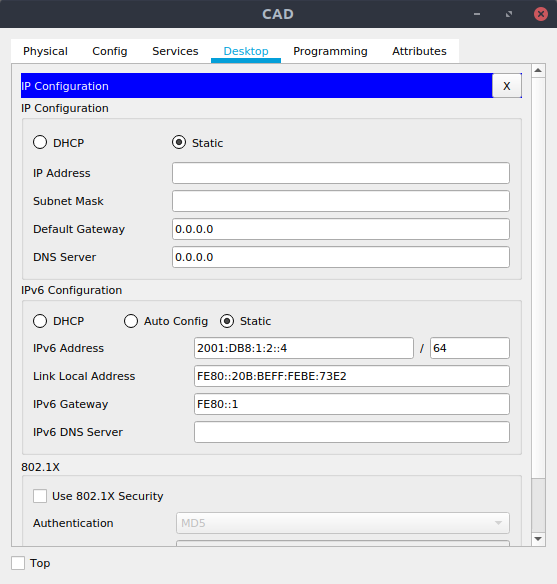 CAD
Physical Config Services Desktop Programming Attributes
IP Configuration X
IP Configuration
DHCP Static
IP Address
Subnet Mask
Default Gateway 0.0.0.0
DNS Server 0.0.0.0
IPv6 Configuration
DHCP Auto Config Static
IPv6 Address 2001:DB8:1:2::4 / 64
Link Local Address FE80::20B:BEFF:FEBE:73E2
IPv6 Gateway FE80::1
IPv6 DNS Server
802.1X
Use 802.1X Security
Authentication MD5
Top